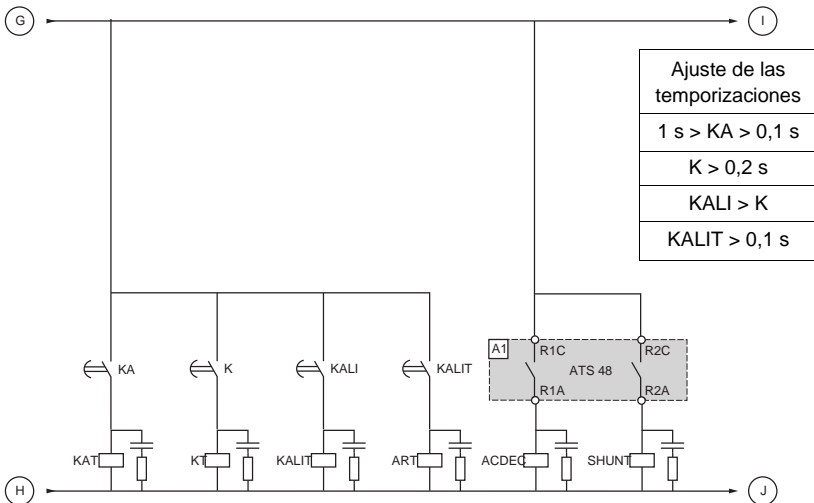 G
I
Ajuste de las
temporizaciones
1 s > KA > 0,1 s
K > 0,2 s
KALI > K
KALIT > 0,1 s
A1
R1C
R2C
KA
K
KALI
KALIT
ATS 48
R1A
R2A
KAT
KT
KALIT
ART
ACDEC
SHUNT
H
J